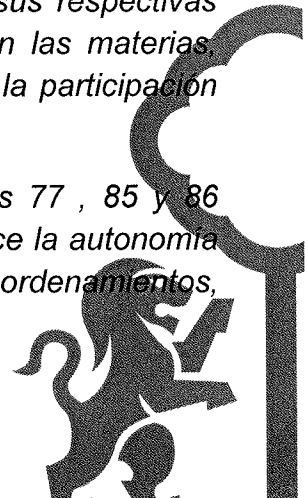 sus respectivas
n las materias,
la participación
s 77 , 85 y 86
ce la autonomía
ordenamientos,